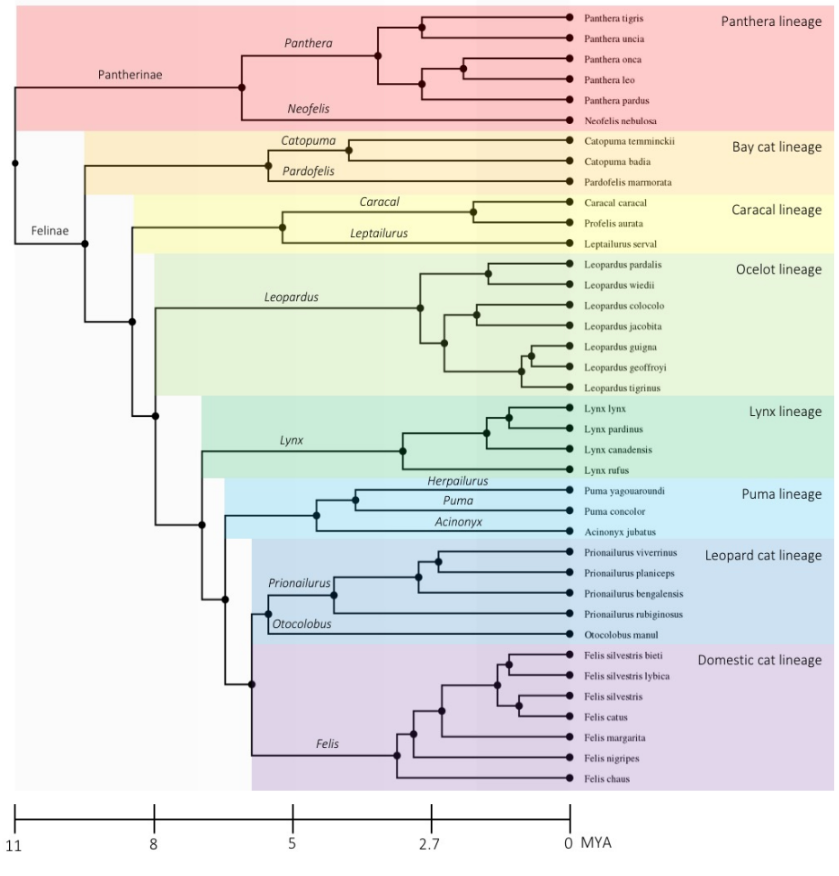 Panthera lineage
Pantherinae
Panthera
Neofelis
Panthera tigris
Panthera uncia
Panthera onca
Panthera leo
Panthera pardus
Neofelis nebulosa
Bay cat lineage
Felinae
Catopuma
Pardofelis
Catopuma temminckii
Catopuma badia
Pardofelis marmorata
Caracal lineage
Caracal
Leptailurus
Caracal caracal
Profelis aurata
Leptailurus serval
Ocelot lineage
Leopardus
Leopardus pardalis
Leopardus wiedii
Leopardus colocolo
Leopardus jacobita
Leopardus guigna
Leopardus geoffroyi
Leopardus tigrinus
Lynx lineage
Lynx
Lynx lynx
Lynx pardinus
Lynx canadensis
Lynx rufus
Puma lineage
Herpailurus
Puma
Acinonyx
Puma yagouaroundi
Puma concolor
Acinonyx jubatus
Leopard cat lineage
Prionailurus
Otocolobus
Prionailurus viverrinus
Prionailurus planiceps
Prionailurus bengalensis
Prionailurus rubiginosus
Otocolobus manul
Domestic cat lineage
Felis
Felis silvestris bieti
Felis silvestris lybica
Felis silvestris
Felis catus
Felis margarita
Felis nigripes
Felis chaus
11 8 5 2.7 0 MYA